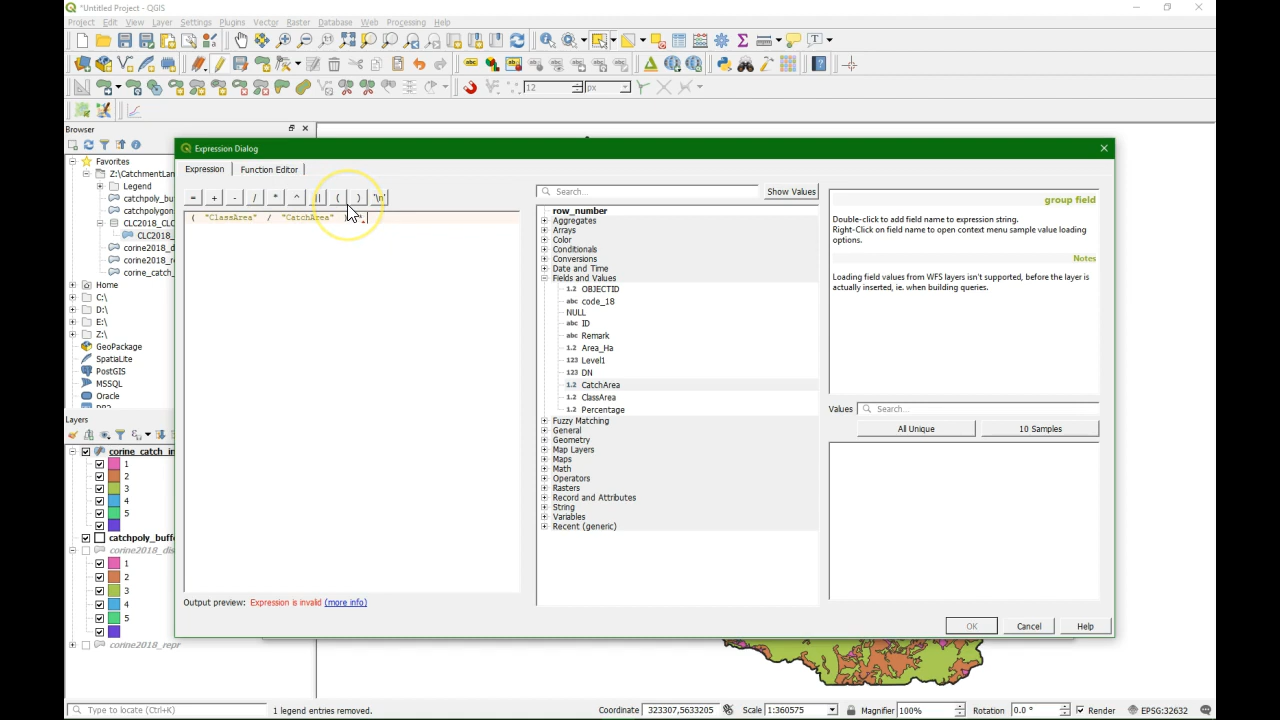 *Untitled Project - QGIS
Project Edit View Layer Settings Plugins Vector Raster Database Web Processing Help
12 px
Browser
Favorites
Z:\CatchmentLan
Legend
catchpoly_bu
catchpolygon
CLC2018_CLC
CLC2018_
corine2018_d
corine2018_r
corine_catch_
Home
C:\
D:\
E:\
Z:\
GeoPackage
SpatiaLite
PostGIS
MSSQL
Oracle
Layers
corine_catch_in
1
2
3
4
5
catchpoly_buff
corine2018_dis
1
2
3
4
5
corine2018_repr
Expression Dialog
Expression Function Editor
= + - / * ^ || ( ) '\n'
( "ClassArea" / "CatchArea" )
Output preview: Expression is invalid (more info)
Search... Show Values
row_number
Aggregates
Arrays
Color
Conditionals
Conversions
Date and Time
Fields and Values
1.2 OBJECTID
abc code_18
NULL
abc ID
abc Remark
1.2 Area_Ha
123 Level1
123 DN
1.2 CatchArea
1.2 ClassArea
1.2 Percentage
Fuzzy Matching
General
Geometry
Map Layers
Maps
Math
Operators
Rasters
Record and Attributes
String
Variables
Recent (generic)
group field
Double-click to add field name to expression string.
Right-Click on field name to open context menu sample value loading
options.
Notes
Loading field values from WFS layers isn't supported, before the layer is
actually inserted, ie. when building queries.
Values Search...
All Unique 10 Samples
OK Cancel Help
Type to locate (Ctrl+K) 1 legend entries removed. Coordinate 323307,5633205 Scale 1:360575 Magnifier 100% Rotation 0.0 ° Render EPSG:32632